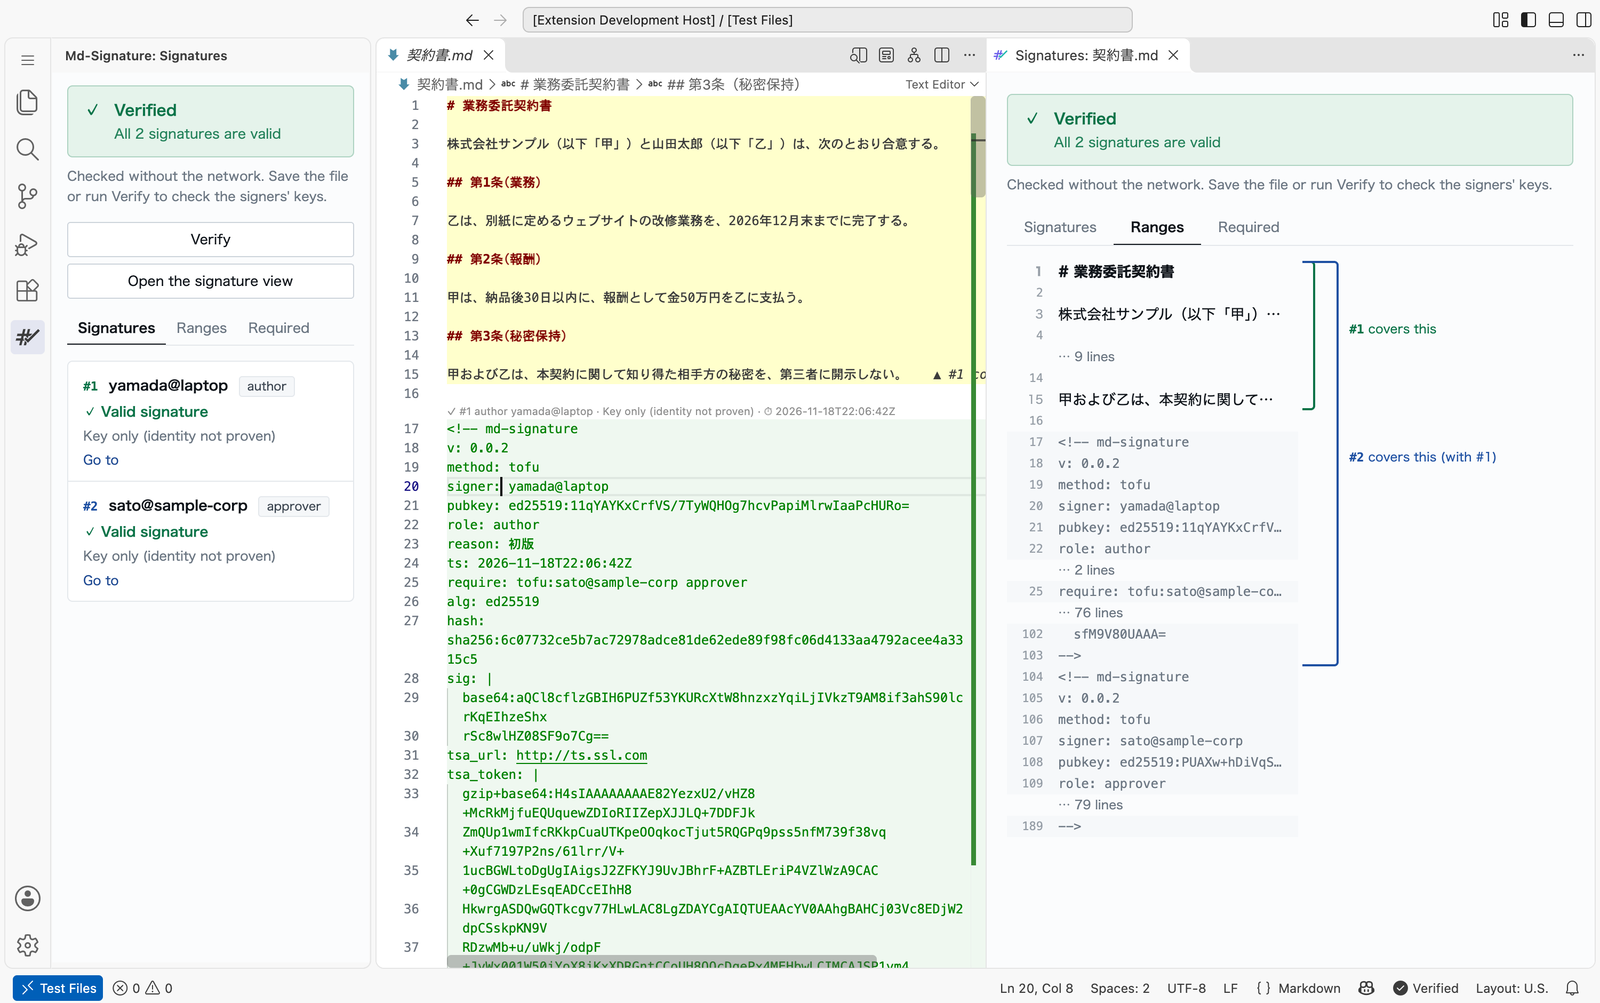 [Extension Development Host] / [Test Files]
Md-Signature: Signatures
✓ Verified
All 2 signatures are valid
Checked without the network. Save the file
or run Verify to check the signers' keys.
Verify
Open the signature view
Signatures Ranges Required
#1 yamada@laptop author
✓ Valid signature
Key only (identity not proven)
Go to
#2 sato@sample-corp approver
✓ Valid signature
Key only (identity not proven)
Go to
契約書.md
契約書.md > abc # 業務委託契約書 > abc ## 第3条（秘密保持） Text Editor
1 # 業務委託契約書
2
3 株式会社サンプル（以下「甲」）と山田太郎（以下「乙」）は、次のとおり合意する。
4
5 ## 第1条(業務)
6
7 乙は、別紙に定めるウェブサイトの改修業務を、2026年12月末までに完了する。
8
9 ## 第2条(報酬)
10
11 甲は、納品後30日以内に、報酬として金50万円を乙に支払う。
12
13 ## 第3条(秘密保持)
14
15 甲および乙は、本契約に関して知り得た相手方の秘密を、第三者に開示しない。 ▲ #1 co
16
✓ #1 author yamada@laptop · Key only (identity not proven) · ⏱ 2026-11-18T22:06:42Z
17 <!-- md-signature
18 v: 0.0.2
19 method: tofu
20 signer: yamada@laptop
21 pubkey: ed25519:11qYAYKxCrfVS/7TyWQHOg7hcvPapiMlrwIaaPcHURo=
22 role: author
23 reason: 初版
24 ts: 2026-11-18T22:06:42Z
25 require: tofu:sato@sample-corp approver
26 alg: ed25519
27 hash:
sha256:6c07732ce5b7ac72978adce81de62ede89f98fc06d4133aa4792acee4a33
15c5
28 sig: |
29 base64:aQCl8cflzGBIH6PUZf53YKURcXtW8hnzxzYqiLjIVkzT9AM8if3ahS90lc
rKqEIhzeShx
30 rSc8wlHZ08SF9o7Cg==
31 tsa_url: http://ts.ssl.com
32 tsa_token: |
33 gzip+base64:H4sIAAAAAAAAE82YezxU2/vHZ8
+McRkMjfuEQUquewZDIoRIIZepXJJLQ+7DDFJk
34 ZmQUp1wmIfcRKkpCuaUTKpeOOqkocTjut5RQGPq9pss5nfM739f38vq
+Xuf7197P2ns/61lrr/V+
35 1ucBGWLtoDgUgIAigsJ2ZFKYJ9UvJBhrF+AZBTLEriP4VZlWzA9CAC
+0gCGWDzLEsqEADCcEIhH8
36 HkwrgASDQwGQTkcgv77HLwLAC8LgZDAYCgAIQTUEAAcYV0AAhgBAHCj03Vc8EDjW2
dpCSskpKN9V
37 RDzwMb+u/uWkj/odpF
Signatures: 契約書.md
✓ Verified
All 2 signatures are valid
Checked without the network. Save the file or run Verify to check the signers' keys.
Signatures Ranges Required
1 # 業務委託契約書
2
3 株式会社サンプル（以下「甲」）…
4
… 9 lines
14
15 甲および乙は、本契約に関して…
16
17 <!-- md-signature
18 v: 0.0.2
19 method: tofu
20 signer: yamada@laptop
21 pubkey: ed25519:11qYAYKxCrfV…
22 role: author
… 2 lines
25 require: tofu:sato@sample-co…
… 76 lines
102 sfM9V80UAAA=
103 -->
104 <!-- md-signature
105 v: 0.0.2
106 method: tofu
107 signer: sato@sample-corp
108 pubkey: ed25519:PUAXw+hDiVqS…
109 role: approver
… 79 lines
189 -->
#1 covers this
#2 covers this (with #1)
Test Files 0 0
Ln 20, Col 8 Spaces: 2 UTF-8 LF { } Markdown Verified Layout: U.S.